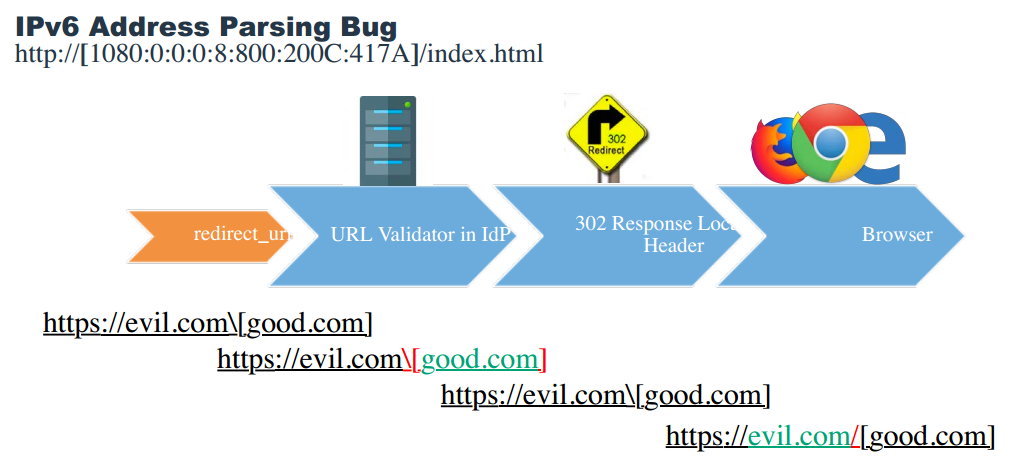 IPv6 Address Parsing Bug
http://[1080:0:0:0:8:800:200C:417A]/index.html
302
Redirect
redirect_uri
URL Validator in IdP
302 Response Loc
Header
Browser
https://evil.com\[good.com]
https://evil.com\[good.com]
https://evil.com\[good.com]
https://evil.com/[good.com]